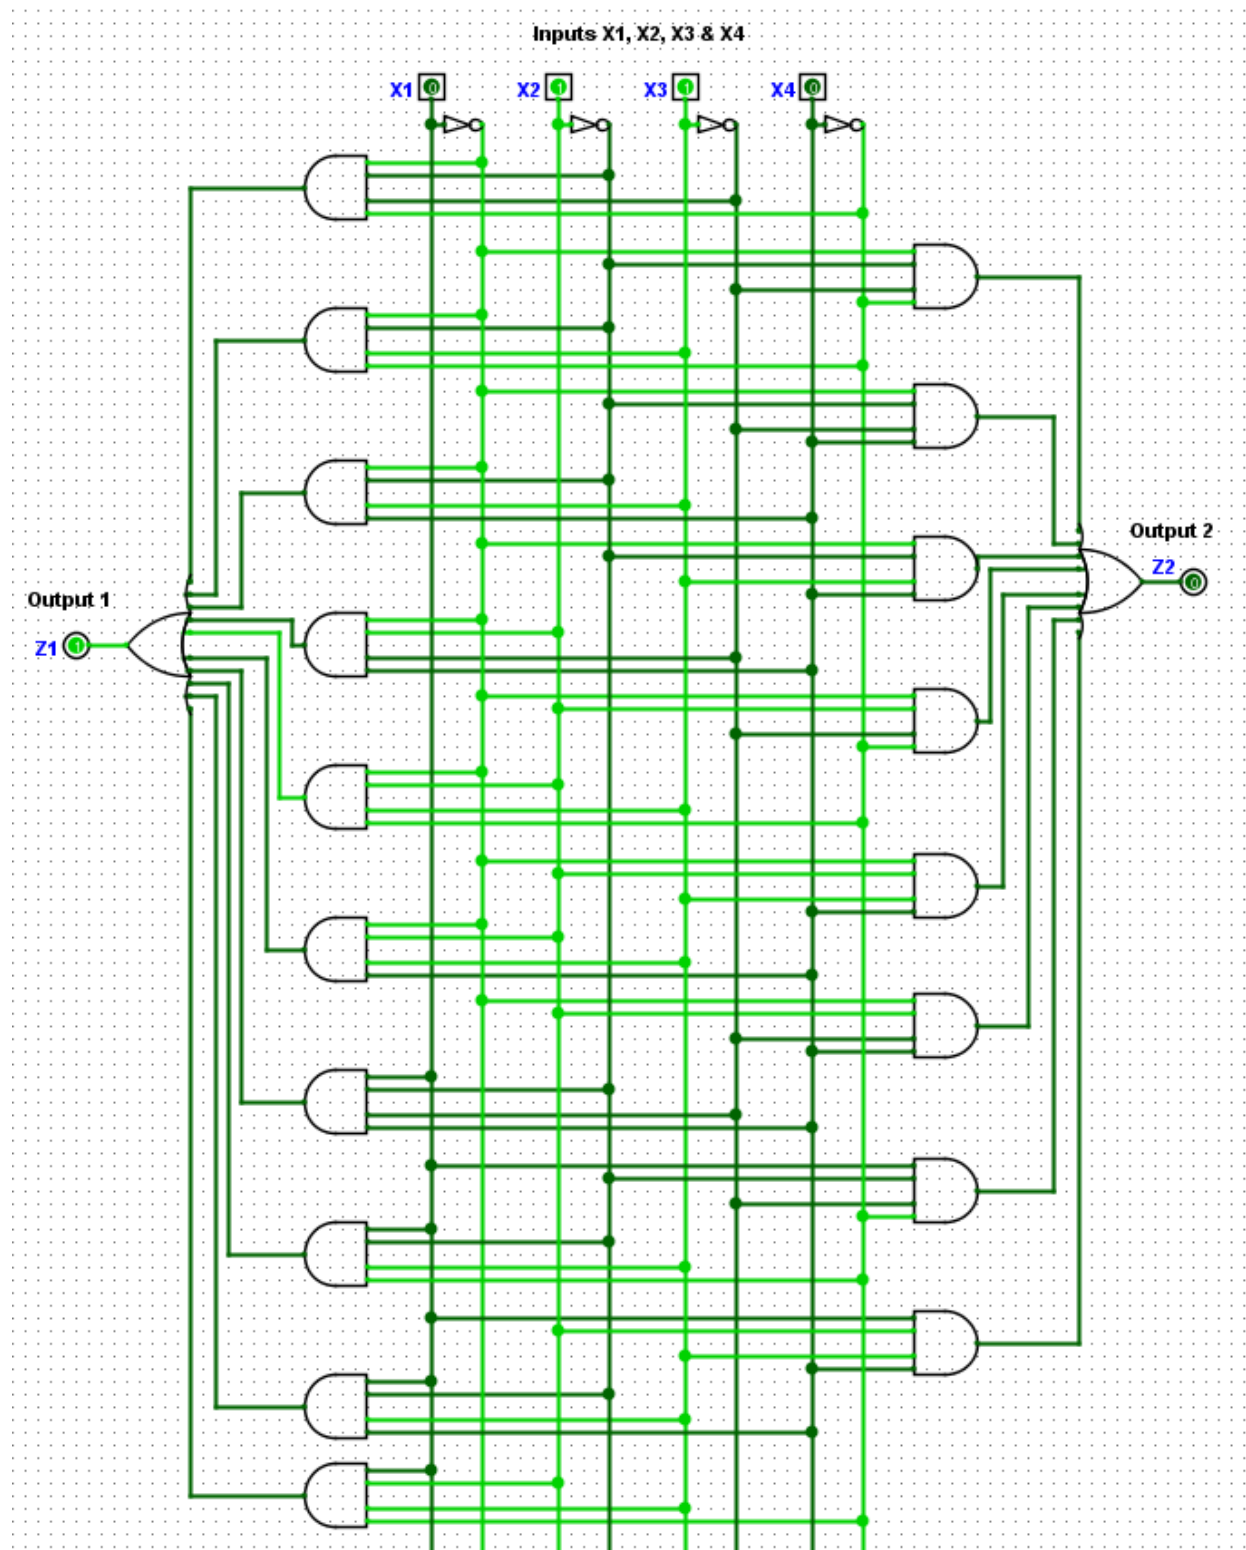 Inputs X1, X2, X3 & X4
X1 0 X2 1 X3 1 X4 0
Output 2
Z2 0
Output 1
Z1 1